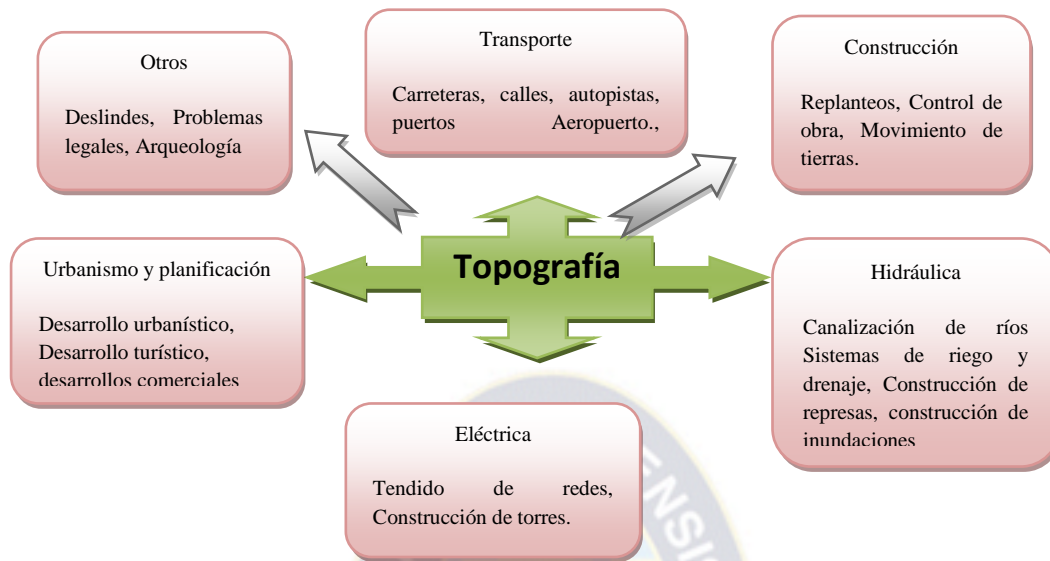 Otros
Deslindes, Problemas
legales, Arqueología
Transporte
Carreteras, calles, autopistas,
puertos Aeropuerto.,
Construcción
Replanteos, Control de
obra, Movimiento de
tierras.
Urbanismo y planificación
Desarrollo urbanístico,
Desarrollo turístico,
desarrollos comerciales
Topografía
Hidráulica
Canalización de ríos
Sistemas de riego y
drenaje, Construcción de
represas, construcción de
inundaciones
Eléctrica
Tendido de redes,
Construcción de torres.